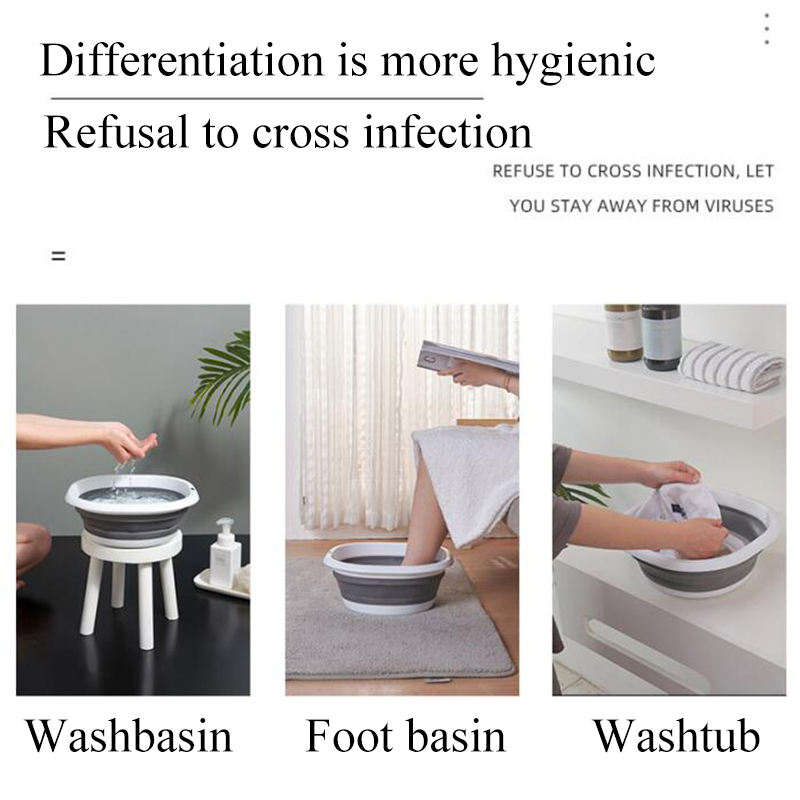 Differentiation is more hygienic
Refusal to cross infection
REFUSE TO CROSS INFECTION, LET
YOU STAY AWAY FROM VIRUSES
=
Washbasin
Foot basin
Washtub